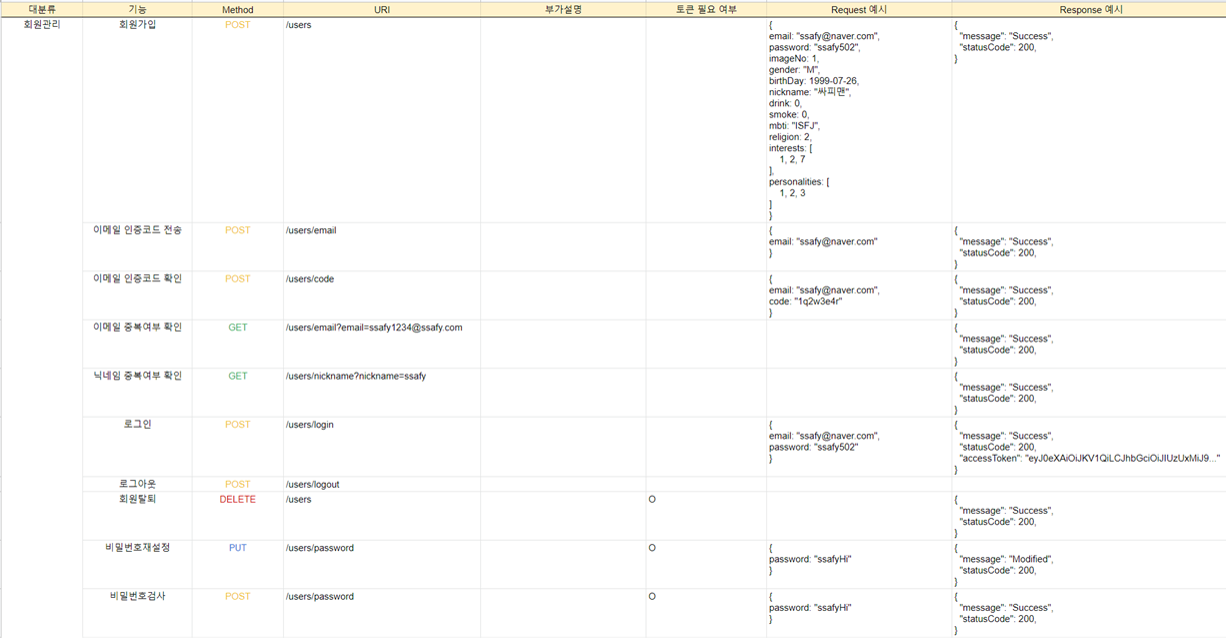 대분류 기능 Method URI 부가설명 토큰 필요 여부 Request 예시 Response 예시
회원관리 회원가입 POST /users { {
email: "ssafy@naver.com", "message": "Success",
password: "ssafy502", "statusCode": 200,
imageNo: 1, }
gender: "M",
birthDay: 1999-07-26,
nickname: "싸피맨",
drink: 0,
smoke: 0,
mbti: "ISFJ",
religion: 2,
interests: [
1, 2, 7
],
personalities: [
1, 2, 3
]
}
이메일 인증코드 전송 POST /users/email { {
email: "ssafy@naver.com" "message": "Success",
} "statusCode": 200,
}
이메일 인증코드 확인 POST /users/code { {
email: "ssafy@naver.com", "message": "Success",
code: "1q2w3e4r" "statusCode": 200,
} }
이메일 중복여부 확인 GET /users/email?email=ssafy1234@ssafy.com {
"message": "Success",
"statusCode": 200,
}
닉네임 중복여부 확인 GET /users/nickname?nickname=ssafy {
"message": "Success",
"statusCode": 200,
}
로그인 POST /users/login { {
email: "ssafy@naver.com", "message": "Success",
password: "ssafy502" "statusCode": 200,
} "accessToken": "eyJ0eXAiOiJKV1QiLCJhbGciOiJIUzUxMiJ9..."
}
로그아웃 POST /users/logout
회원탈퇴 DELETE /users O {
"message": "Success",
"statusCode": 200,
}
비밀번호재설정 PUT /users/password O { {
password: "ssafyHi" "message": "Modified",
} "statusCode": 200,
}
비밀번호검사 POST /users/password O { {
password: "ssafyHi" "message": "Success",
} "statusCode": 200,
}